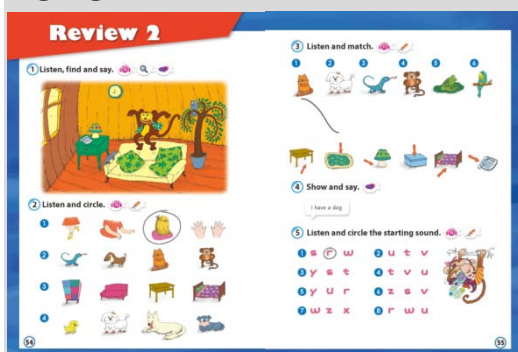 Review 2
1 Listen, find and say.
2 Listen and circle.
1
2
3
4
54
3 Listen and match.
1 2 3 4 5 6
4 Show and say.
I have a dog.
5 Listen and circle the starting sound.
1 s r w 2 u t v
3 y s t 4 t v u
5 y u r 6 z s v
7 w z x 8 r w u
55